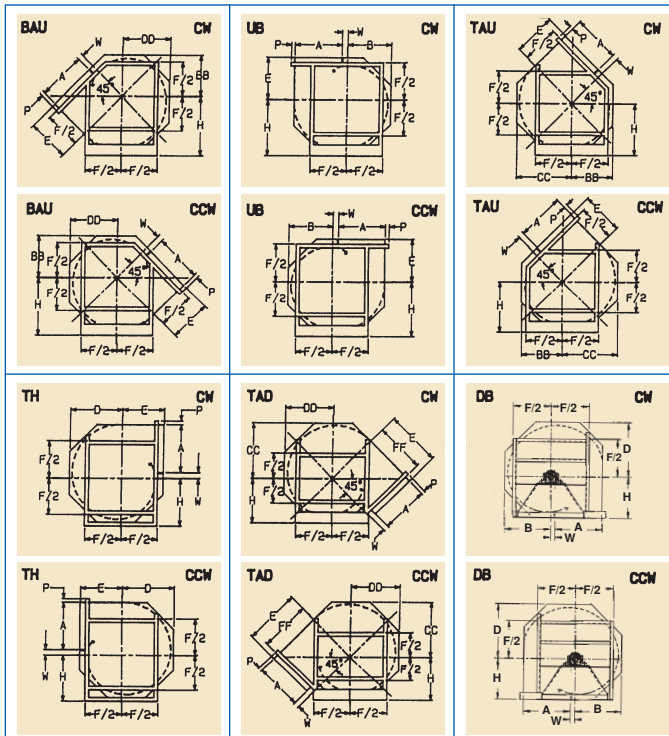 BAU CW
DD
W
A
BB
F/2
45°
F/2
P
F/2
E
H
F/2 F/2
UB CW
W
P A B
E
F/2
F/2
H
F/2 F/2
TAU CW
E
P
F/2
A
W
F/2
45°
F/2
H
F/2 F/2
CC BB
BAU CCW
DD
W
A
BB
F/2
45°
P
F/2
F/2
E
H
F/2 F/2
UB CCW
W
B A P
E
F/2
F/2
H
F/2 F/2
TAU CCW
P
E
A
F/2
W
F/2
45°
F/2
H
F/2 F/2
BB CC
TH CW
D E P
A
F/2
F/2
H
W
F/2 F/2
TAD CW
DD
E
FF
CC
F/2
F/2
45°
P
A
H
W
F/2 F/2
DB CW
F/2 F/2
D
F/2
H
B A
W
TH CCW
P E D
A
F/2
F/2
W
H
F/2 F/2
TAD CCW
DD
E
FF
CC
F/2
F/2
45°
P
A
H
W
F/2 F/2
DB CCW
F/2 F/2
D
F/2
H
A B
W